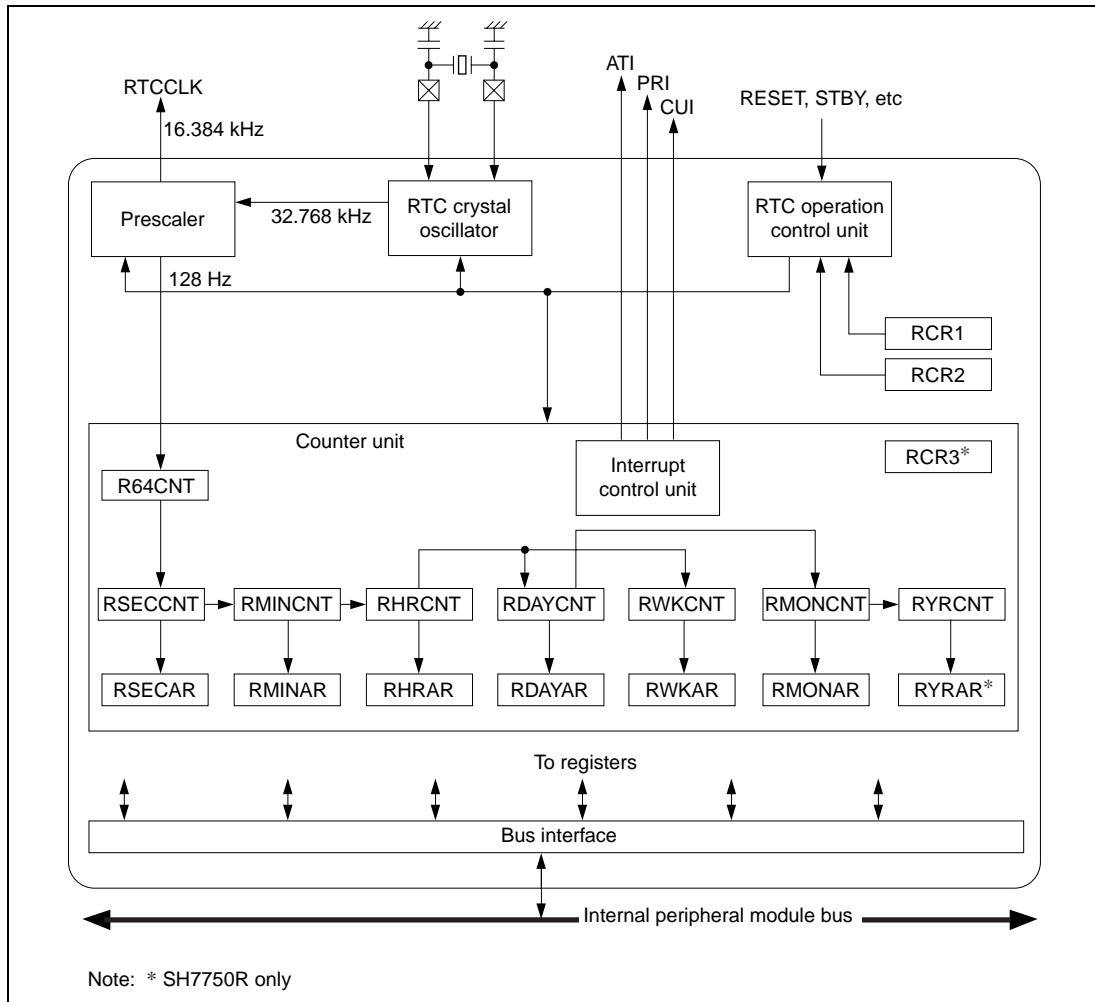 ATI
PRI
CUI
RTCCLK
RESET, STBY, etc
16.384 kHz
Prescaler
32.768 kHz
RTC crystal
oscillator
RTC operation
control unit
128 Hz
RCR1
RCR2
Counter unit
Interrupt
control unit
RCR3*
R64CNT
RSECCNT
RMINCNT
RHRCNT
RDAYCNT
RWKCNT
RMONCNT
RYRCNT
RSECAR
RMINAR
RHRAR
RDAYAR
RWKAR
RMONAR
RYRAR*
To registers
Bus interface
Internal peripheral module bus
Note: * SH7750R only